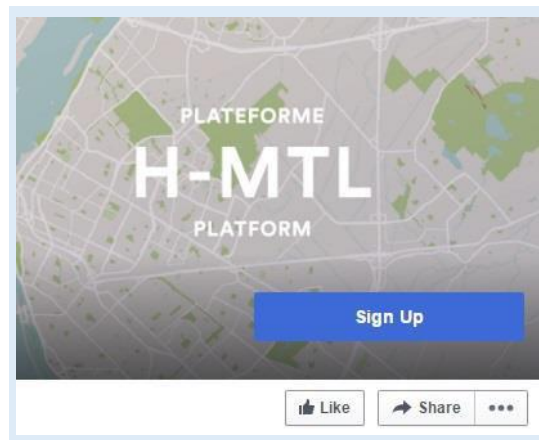 PLATEFORME
H-MTL
PLATFORM
Sign Up
Like Share •••